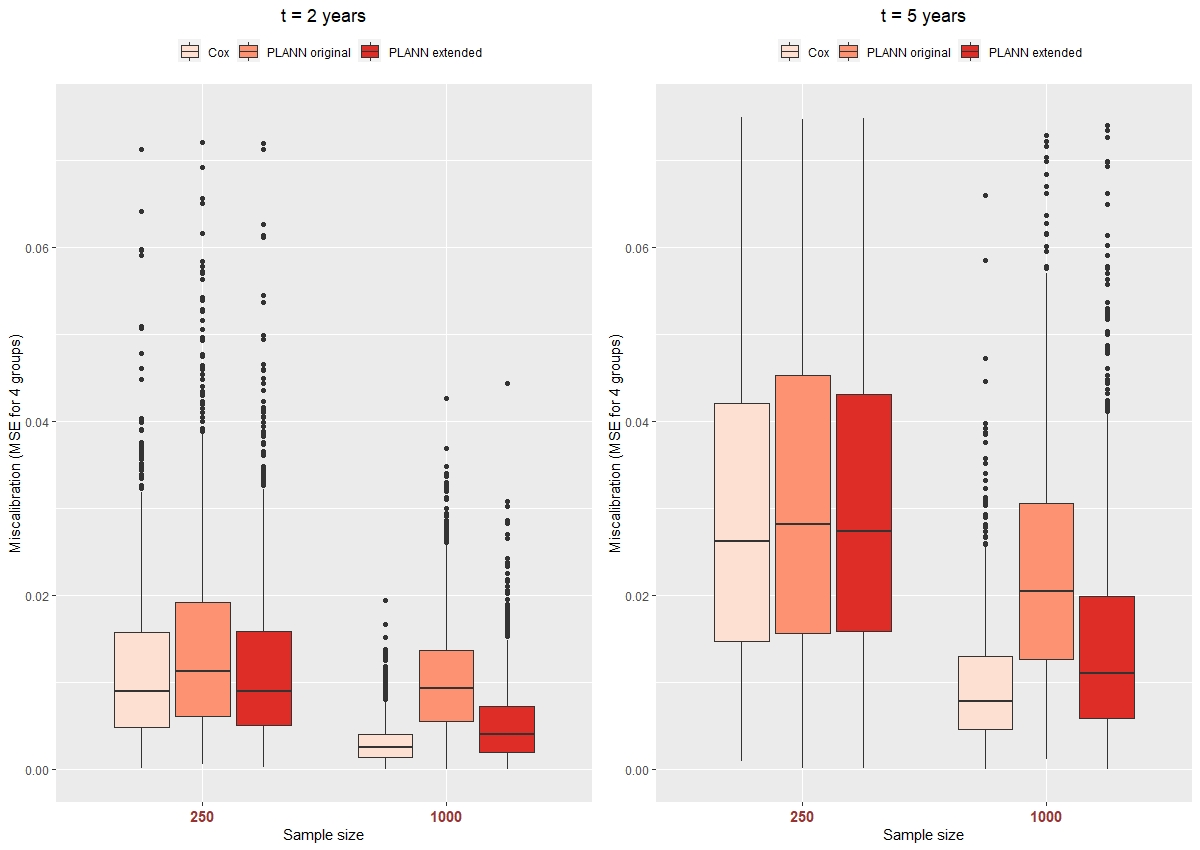 t = 2 years
Cox PLANN original PLANN extended
Miscalibration (MSE for 4 groups)
0.06
0.04
0.02
0.00
250 1000
Sample size
t = 5 years
Cox PLANN original PLANN extended
Miscalibration (MSE for 4 groups)
0.06
0.04
0.02
0.00
250 1000
Sample size